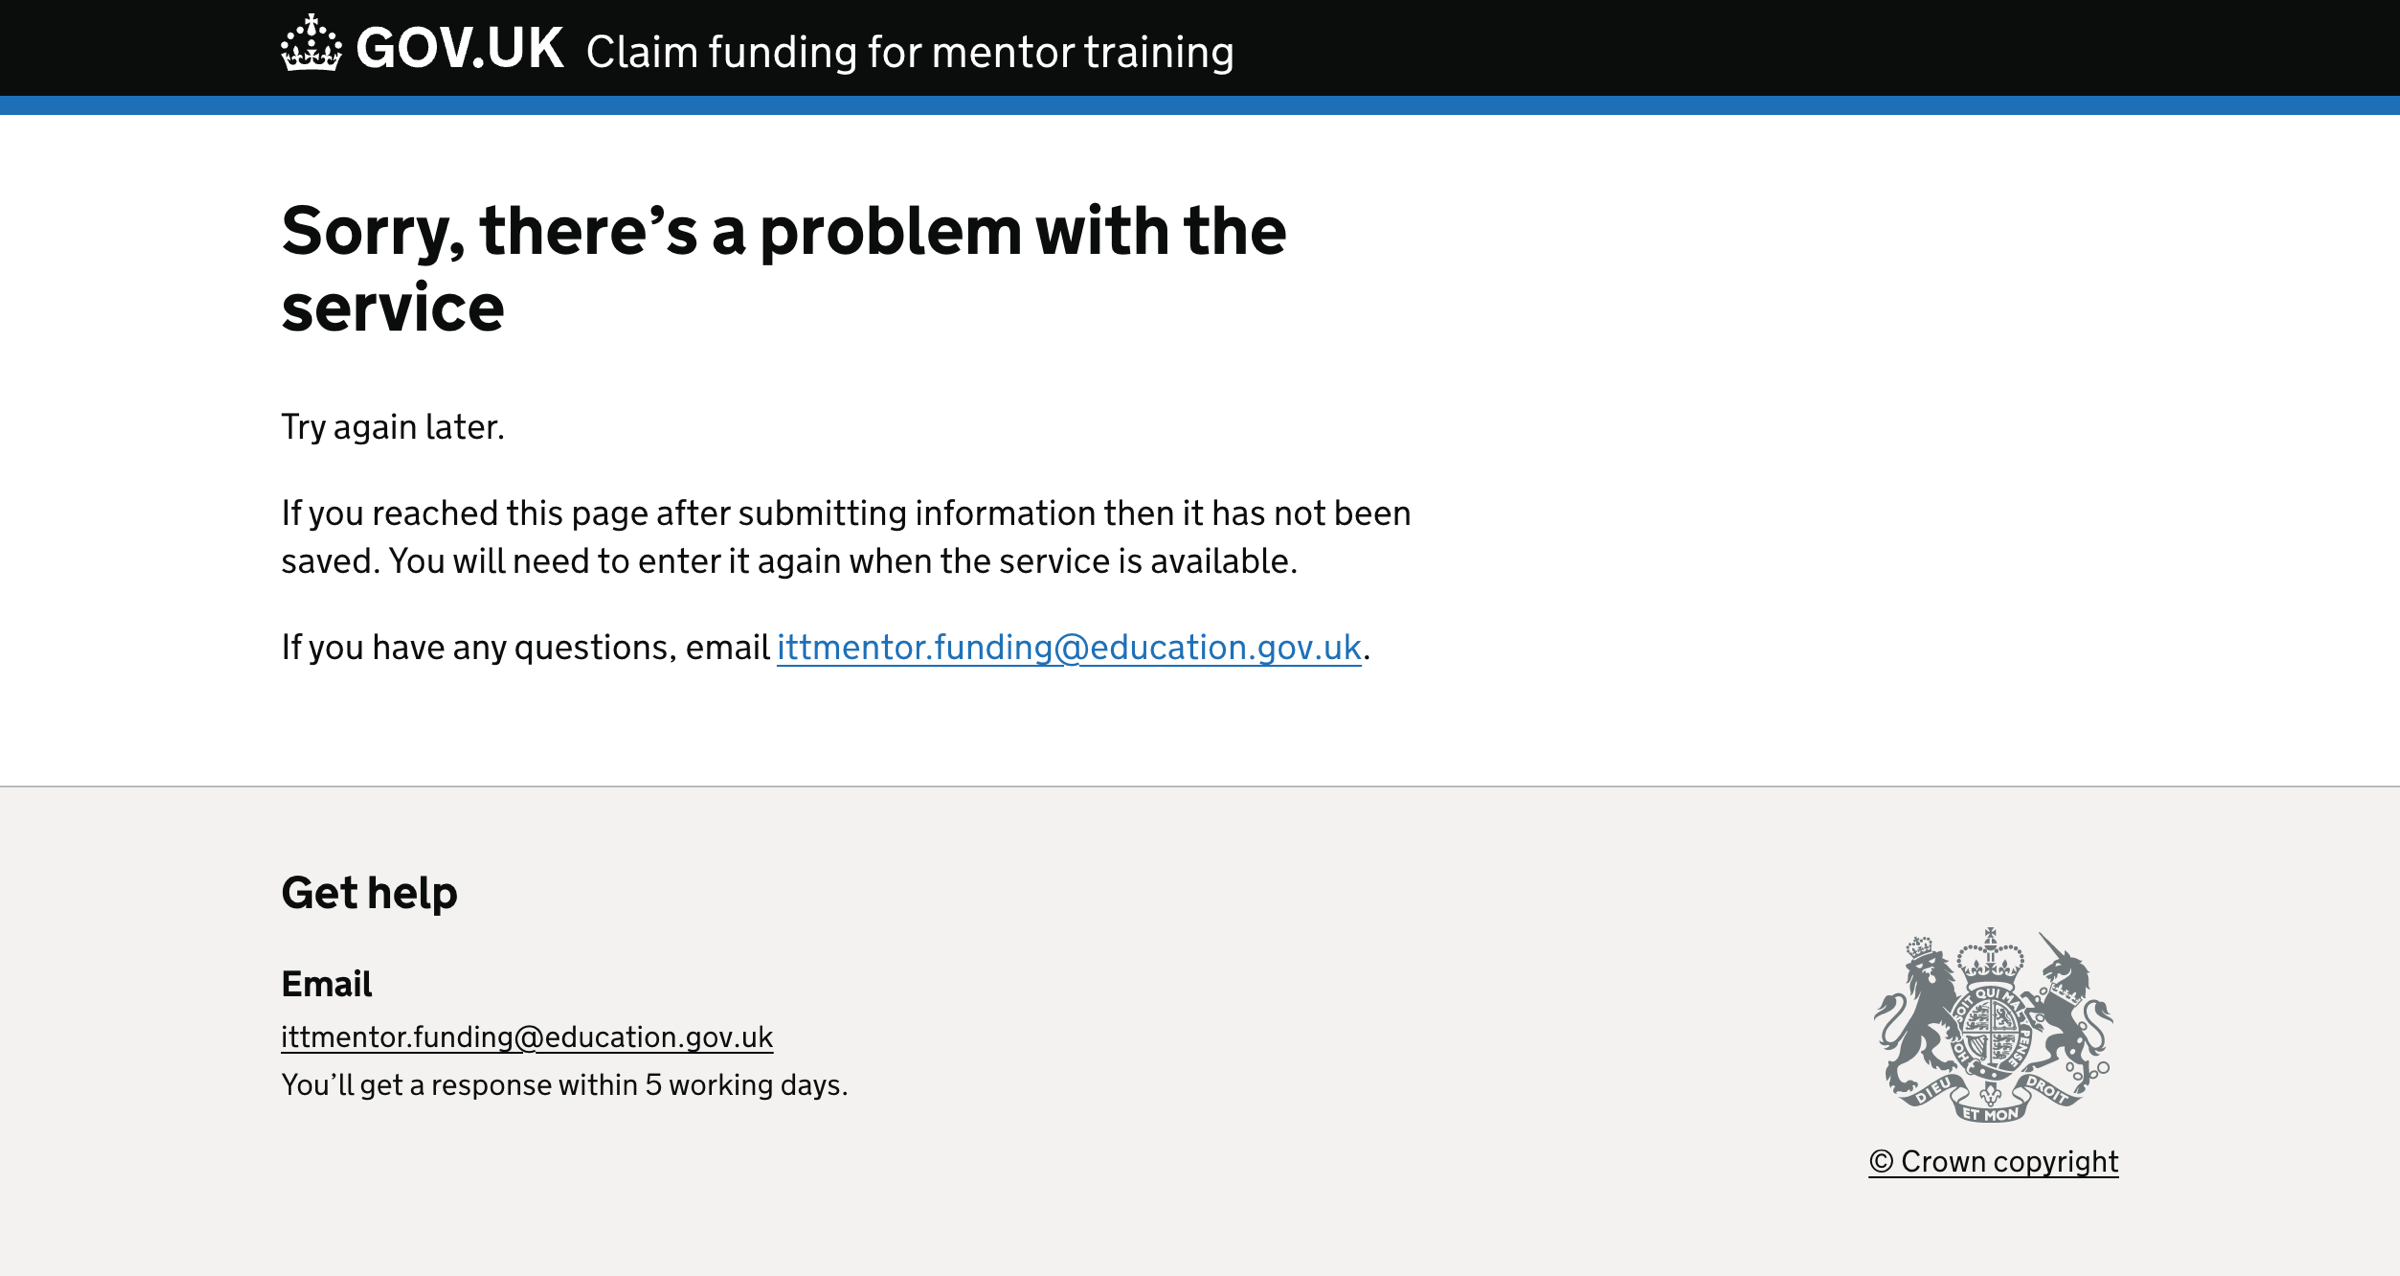 GOV.UK Claim funding for mentor training
Sorry, there’s a problem with the
service
Try again later.
If you reached this page after submitting information then it has not been
saved. You will need to enter it again when the service is available.
If you have any questions, email ittmentor.funding@education.gov.uk.
Get help
Email
ittmentor.funding@education.gov.uk
You’ll get a response within 5 working days.
SOIT QUI MAL Y PENSE
HON
DIEU ET MON DROIT
© Crown copyright